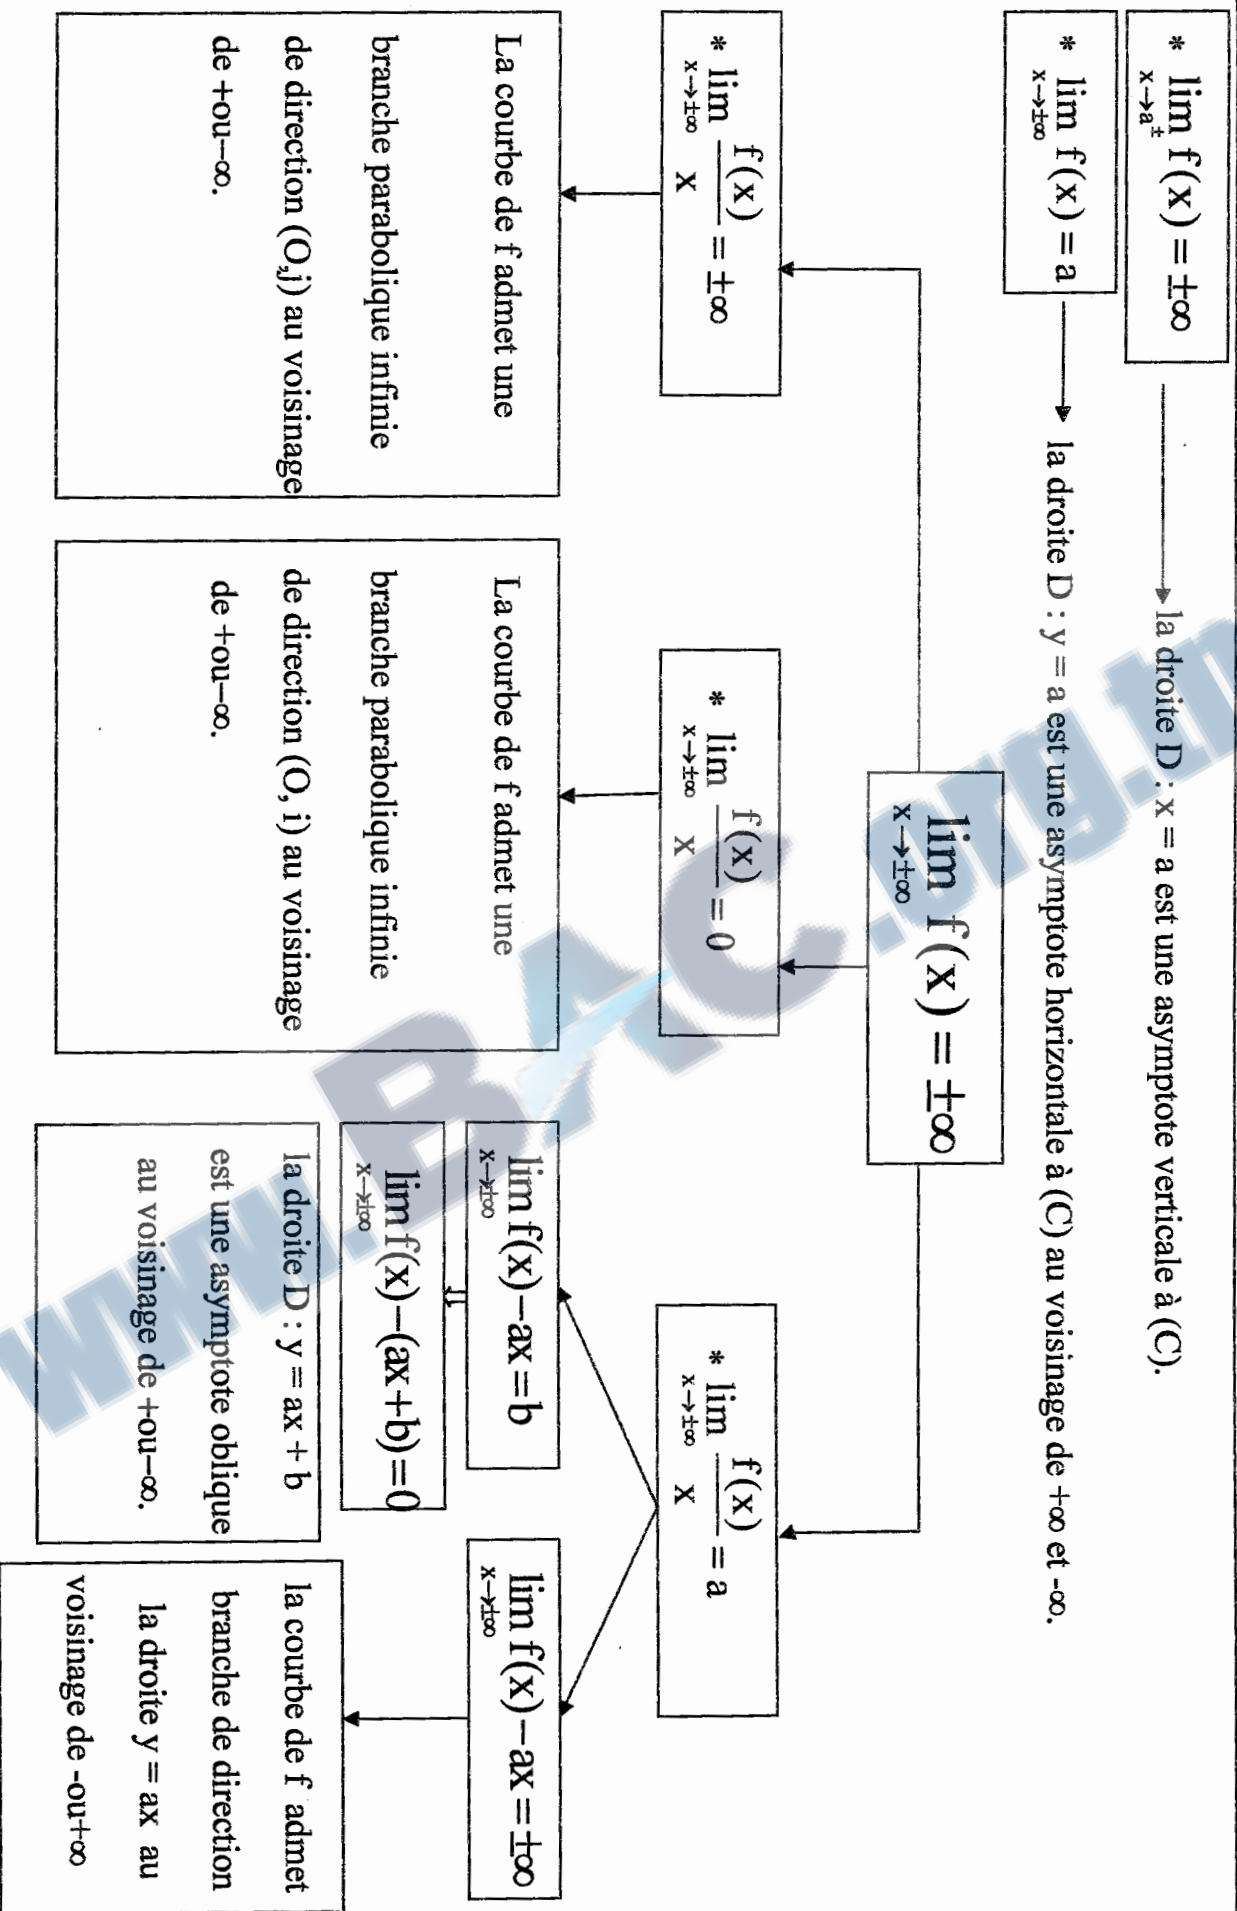 * lim f(x) = ±∞
x→a±
la droite D : x = a est une asymptote verticale à (C).
* lim f(x) = a
x→±∞
la droite D : y = a est une asymptote horizontale à (C) au voisinage de +∞ et -∞.
lim f(x) = ±∞
x→±∞
* lim f(x)/x = ±∞
x→±∞
La courbe de f admet une
branche parabolique infinie
de direction (O,j) au voisinage
de +ou−∞.
* lim f(x)/x = 0
x→±∞
La courbe de f admet une
branche parabolique infinie
de direction (O, i) au voisinage
de +ou−∞.
* lim f(x)/x = a
x→±∞
lim f(x)−ax=b
x→±∞
⇓
lim f(x)−(ax+b)=0
x→±∞
la droite D : y = ax + b
est une asymptote oblique
au voisinage de +ou−∞.
lim f(x)−ax=±∞
x→±∞
la courbe de f admet
branche de direction
la droite y = ax au
voisinage de -ou+∞
www.BAC.org.tn